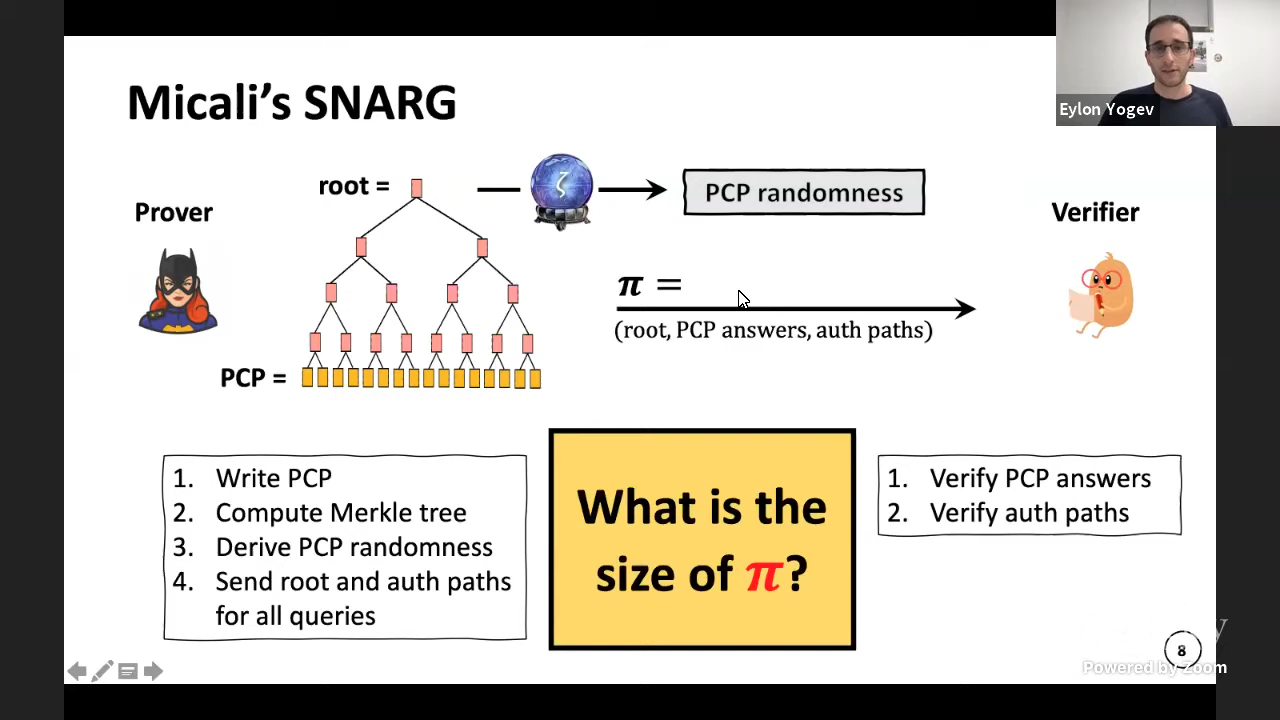 Micali's SNARG
Eylon Yogev
root =
ζ
PCP randomness
Prover
Verifier
π =
(root, PCP answers, auth paths)
PCP =
1. Write PCP
2. Compute Merkle tree
3. Derive PCP randomness
4. Send root and auth paths
for all queries
What is the
size of π?
1. Verify PCP answers
2. Verify auth paths
8
Powered by Zoom